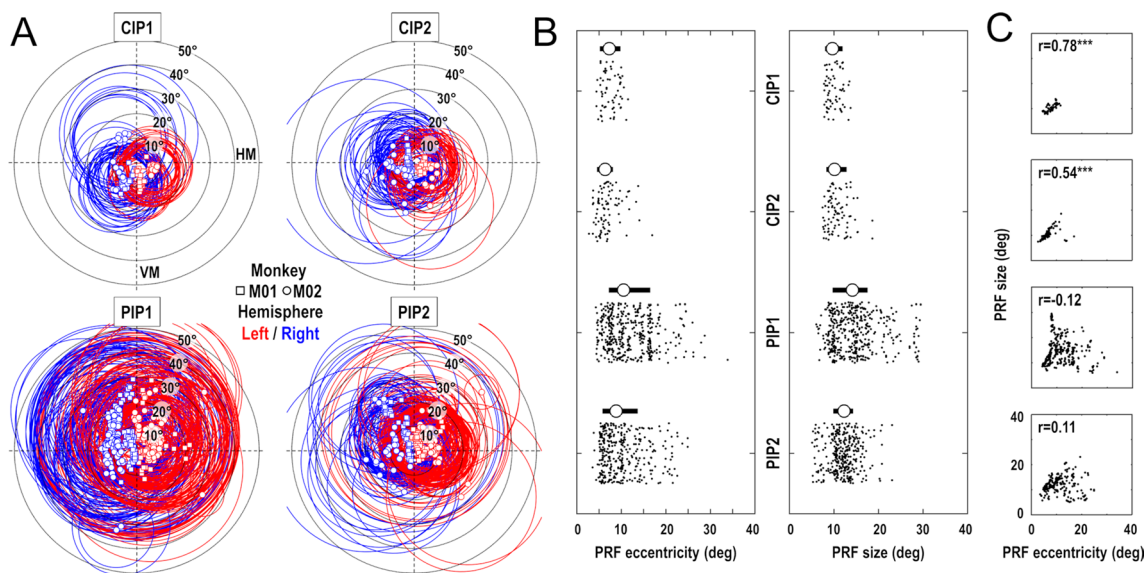 A
CIP1
CIP2
50°
40°
30°
20°
10°
HM
VM
50°
40°
30°
20°
10°
Monkey
□ M01 ○ M02
Hemisphere
Left / Right
PIP1
PIP2
50°
40°
30°
20°
10°
50°
40°
30°
20°
10°
B
CIP1
CIP2
PIP1
PIP2
0 10 20 30 40
PRF eccentricity (deg)
0 10 20 30 40
PRF size (deg)
C
r=0.78***
r=0.54***
r=-0.12
r=0.11
PRF size (deg)
40
20
0
0 20 40
PRF eccentricity (deg)